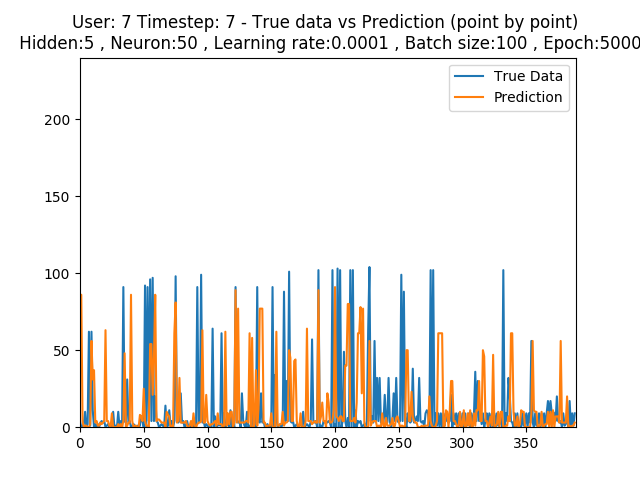 User: 7 Timestep: 7 - True data vs Prediction (point by point)
Hidden:5 , Neuron:50 , Learning rate:0.0001 , Batch size:100 , Epoch:5000
True Data
Prediction
200
150
100
50
0
0 50 100 150 200 250 300 350